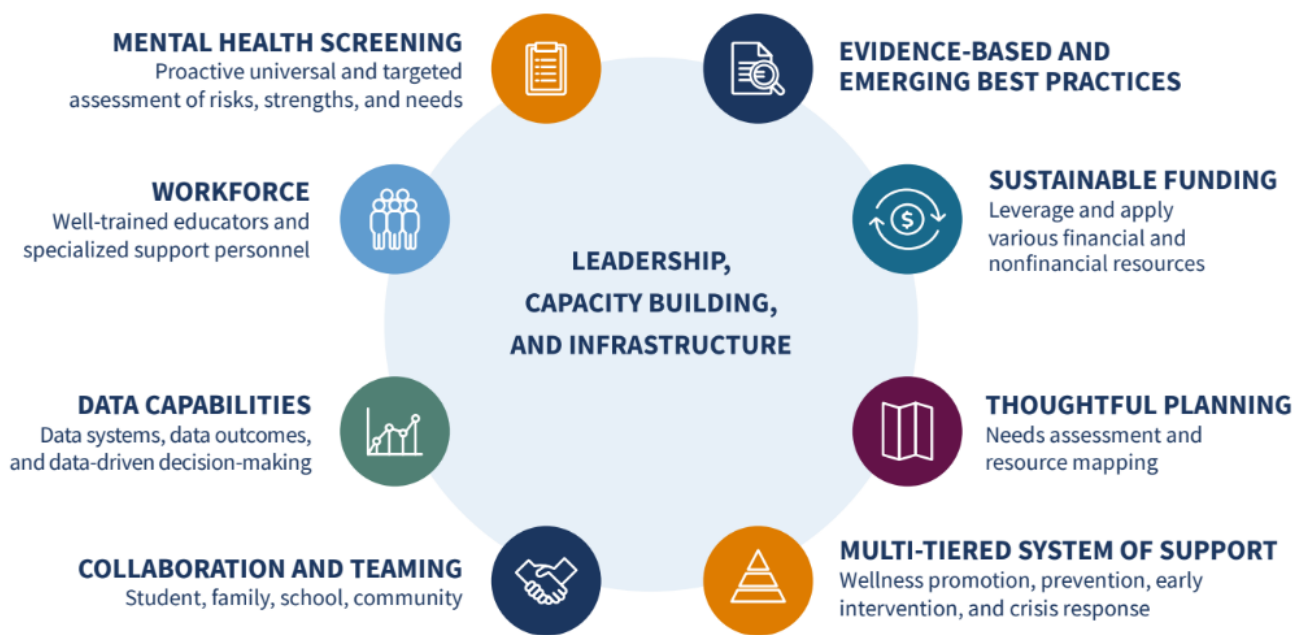 MENTAL HEALTH SCREENING
Proactive universal and targeted
assessment of risks, strengths, and needs
EVIDENCE-BASED AND
EMERGING BEST PRACTICES
WORKFORCE
Well-trained educators and
specialized support personnel
SUSTAINABLE FUNDING
Leverage and apply
various financial and
nonfinancial resources
$
LEADERSHIP,
CAPACITY BUILDING,
AND INFRASTRUCTURE
DATA CAPABILITIES
Data systems, data outcomes,
and data-driven decision-making
THOUGHTFUL PLANNING
Needs assessment and
resource mapping
COLLABORATION AND TEAMING
Student, family, school, community
MULTI-TIERED SYSTEM OF SUPPORT
Wellness promotion, prevention, early
intervention, and crisis response